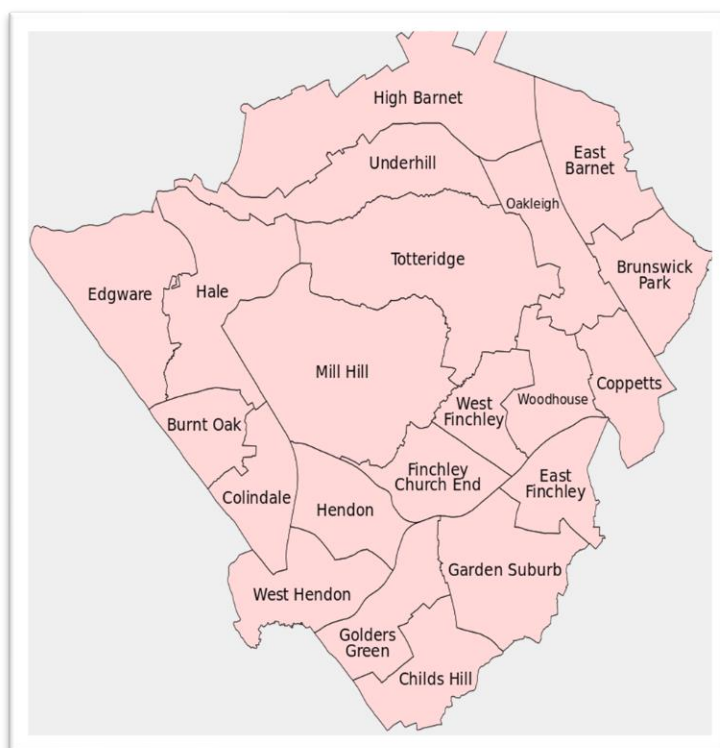 High Barnet
East
Barnet
Underhill
Oakleigh
Totteridge
Brunswick
Park
Edgware
Hale
Mill Hill
Coppetts
West
Finchley
Woodhouse
Burnt Oak
Finchley
Church End
East
Finchley
Colindale
Hendon
Garden Suburb
West Hendon
Golders
Green
Childs Hill